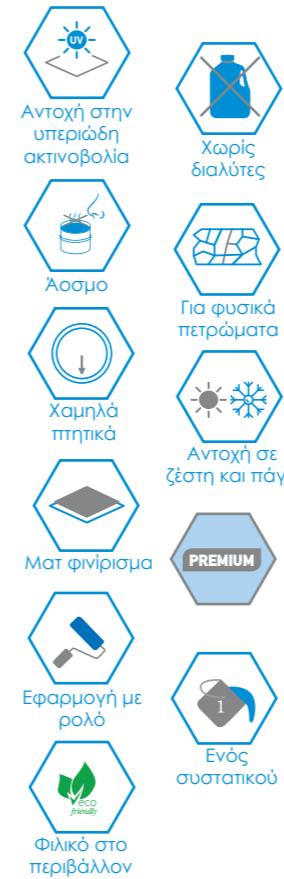 UV
Αντοχή στην
υπεριώδη
ακτινοβολία
Χωρίς
διαλύτες
Άοσμο
Για φυσικά
πετρώματα
Χαμηλά
πτητικά
Αντοχή σε
ζέστη και πάγ
Ματ φινίρισμα
PREMIUM
Εφαρμογή με
ρολό
1
Ενός
συστατικού
eco
friendly
Φιλικό στο
περιβάλλον